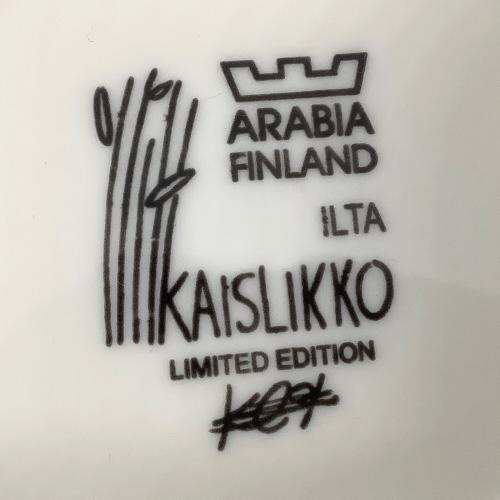 ARABIA
FINLAND
ILTA
KAISLIKKO
LIMITED EDITION